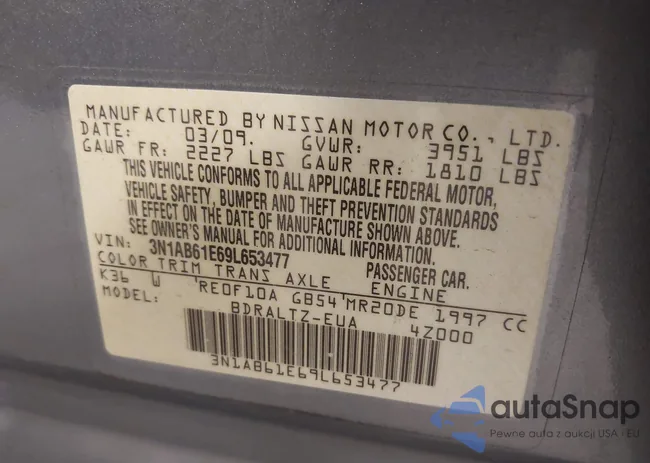 MANUFACTURED BY NISSAN MOTOR CO., LTD.
DATE: 03/09. GVWR: 3951 LBS
GAWR FR: 2227 LBS GAWR RR: 1810 LBS
THIS VEHICLE CONFORMS TO ALL APPLICABLE FEDERAL MOTOR,
VEHICLE SAFETY, BUMPER AND THEFT PREVENTION STANDARDS
IN EFFECT ON THE DATE OF MANUFACTURE SHOWN ABOVE.
SEE OWNER'S MANUAL FOR ADDITIONAL INFORMATION.
VIN: 3N1AB61E69L653477 PASSENGER CAR.
COLOR TRIM TRANS AXLE ENGINE
K36 W 'RE0F10A GB54'MR20DE 1997 CC
MODEL: BDRALTZ-EUA 4Z000
3N1AB61E69L653477
autaSnap
Pewne auta z aukcji USA - EU